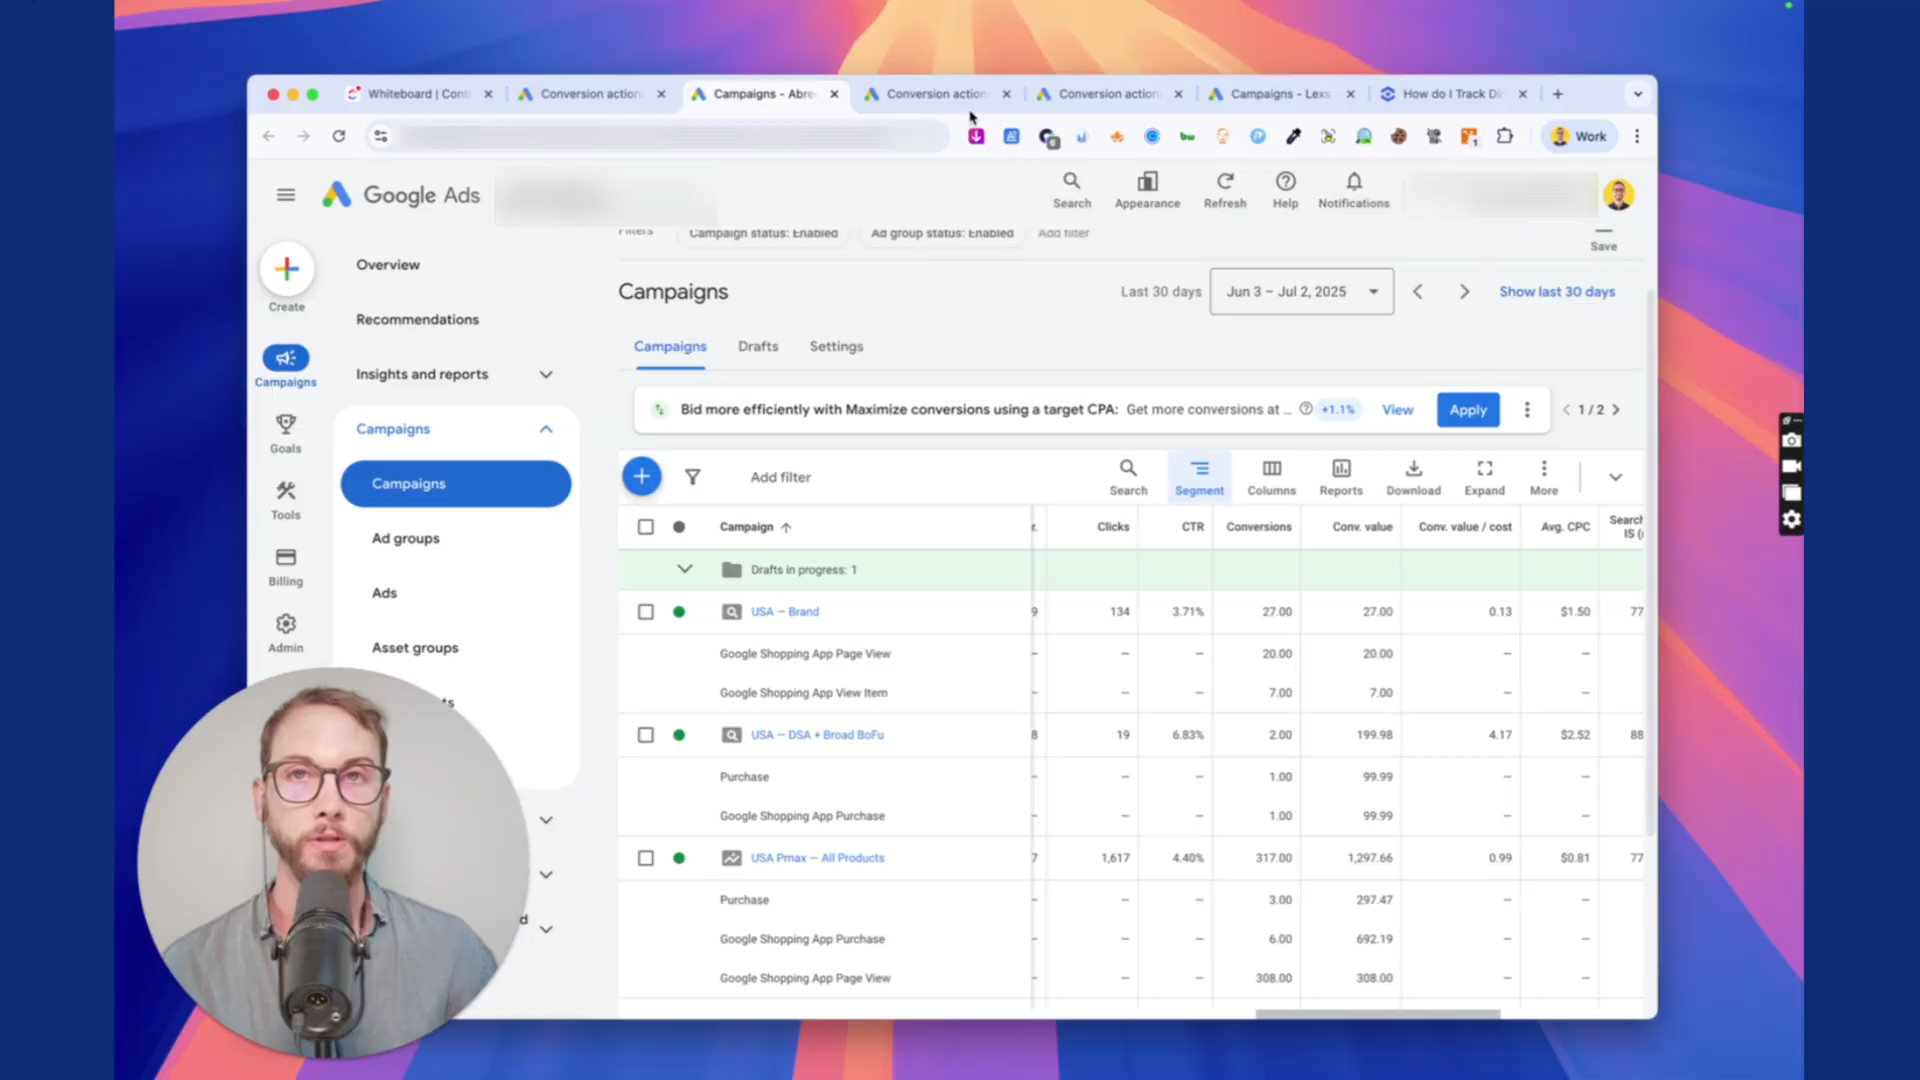 Whiteboard | Cont
Conversion action
Campaigns - Abre
Conversion action
Conversion action
Campaigns - Lexs
How do I Track Di
6
1
Work
Google Ads
Search
Appearance
Refresh
Help
Notifications
Filters
Campaign status: Enabled
Ad group status: Enabled
Add filter
Save
Create
Campaigns
Goals
Tools
Billing
Admin
Overview
Recommendations
Insights and reports
Campaigns
Campaigns
Ad groups
Ads
Asset groups
ts
d
Campaigns
Last 30 days
Jun 3 – Jul 2, 2025
Show last 30 days
Campaigns
Drafts
Settings
Bid more efficiently with Maximize conversions using a target CPA: Get more conversions at ...
+1.1%
View
Apply
1 / 2
Add filter
Search
Segment
Columns
Reports
Download
Expand
More
Campaign
r.
Clicks
CTR
Conversions
Conv. value
Conv. value / cost
Avg. CPC
Search
IS (
Drafts in progress: 1
USA – Brand 9 134 3.71% 27.00 27.00 0.13 $1.50 77
Google Shopping App Page View – – – 20.00 20.00 – –
Google Shopping App View Item – – – 7.00 7.00 – –
USA – DSA + Broad BoFu 8 19 6.83% 2.00 199.98 4.17 $2.52 88
Purchase – – – 1.00 99.99 – –
Google Shopping App Purchase – – – 1.00 99.99 – –
USA Pmax – All Products 7 1,617 4.40% 317.00 1,297.66 0.99 $0.81 77
Purchase – – – 3.00 297.47 – –
Google Shopping App Purchase – – – 6.00 692.19 – –
Google Shopping App Page View – – – 308.00 308.00 – –